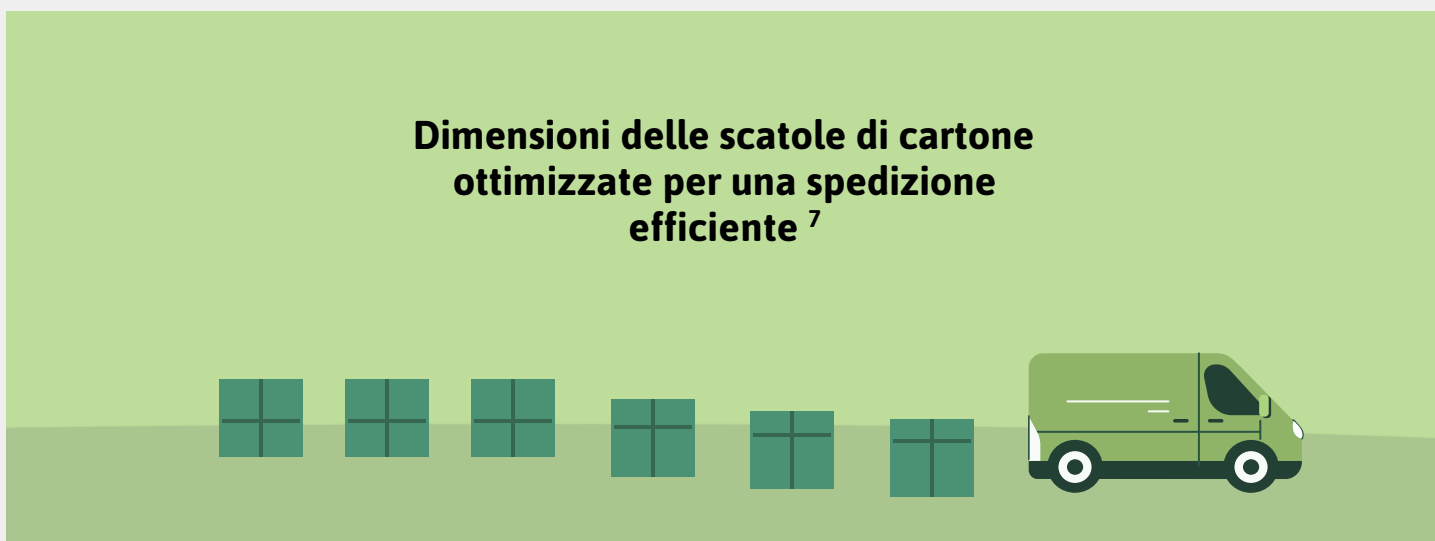 Dimensioni delle scatole di cartone
ottimizzate per una spedizione
efficiente ⁷